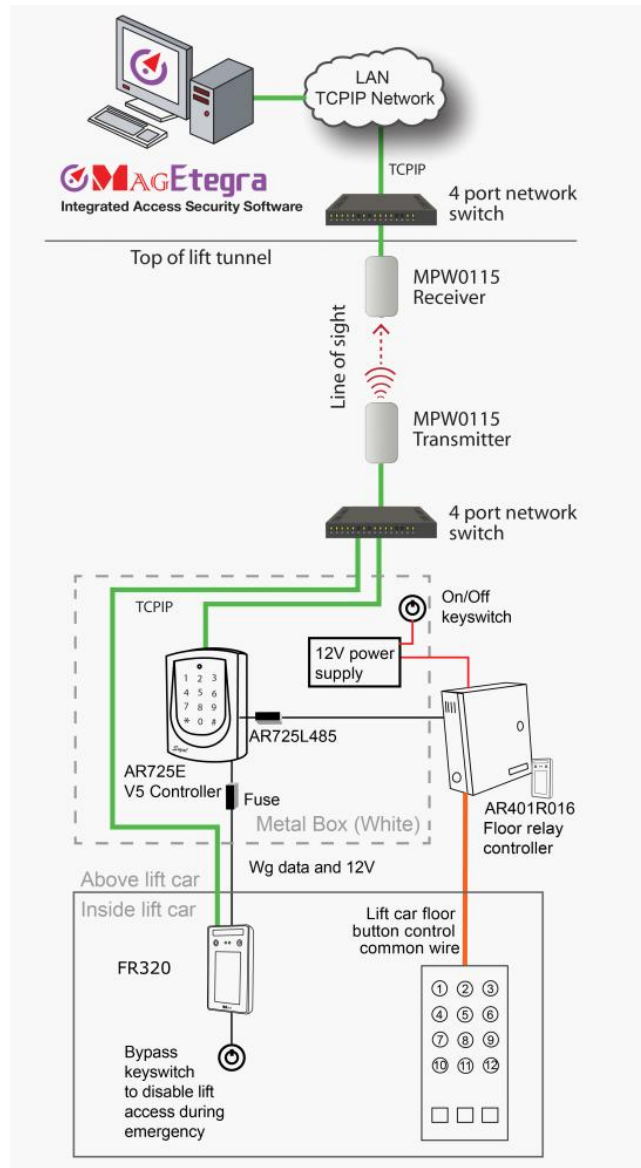 LAN
TCPIP Network
TCPIP
MAGEtegra
Integrated Access Security Software
4 port network
switch
Top of lift tunnel
MPW0115
Receiver
Line of sight
MPW0115
Transmitter
4 port network
switch
TCPIP
On/Off
keyswitch
12V power
supply
1 2 3
4 5 6
7 8 9
* 0 #
AR725L485
AR725E
V5 Controller
Fuse
Metal Box (White)
AR401R016
Floor relay
controller
Wg data and 12V
Above lift car
Inside lift car
Lift car floor
button control
common wire
FR320
1 2 3
4 5 6
7 8 9
10 11 12
Bypass
keyswitch
to disable lift
access during
emergency